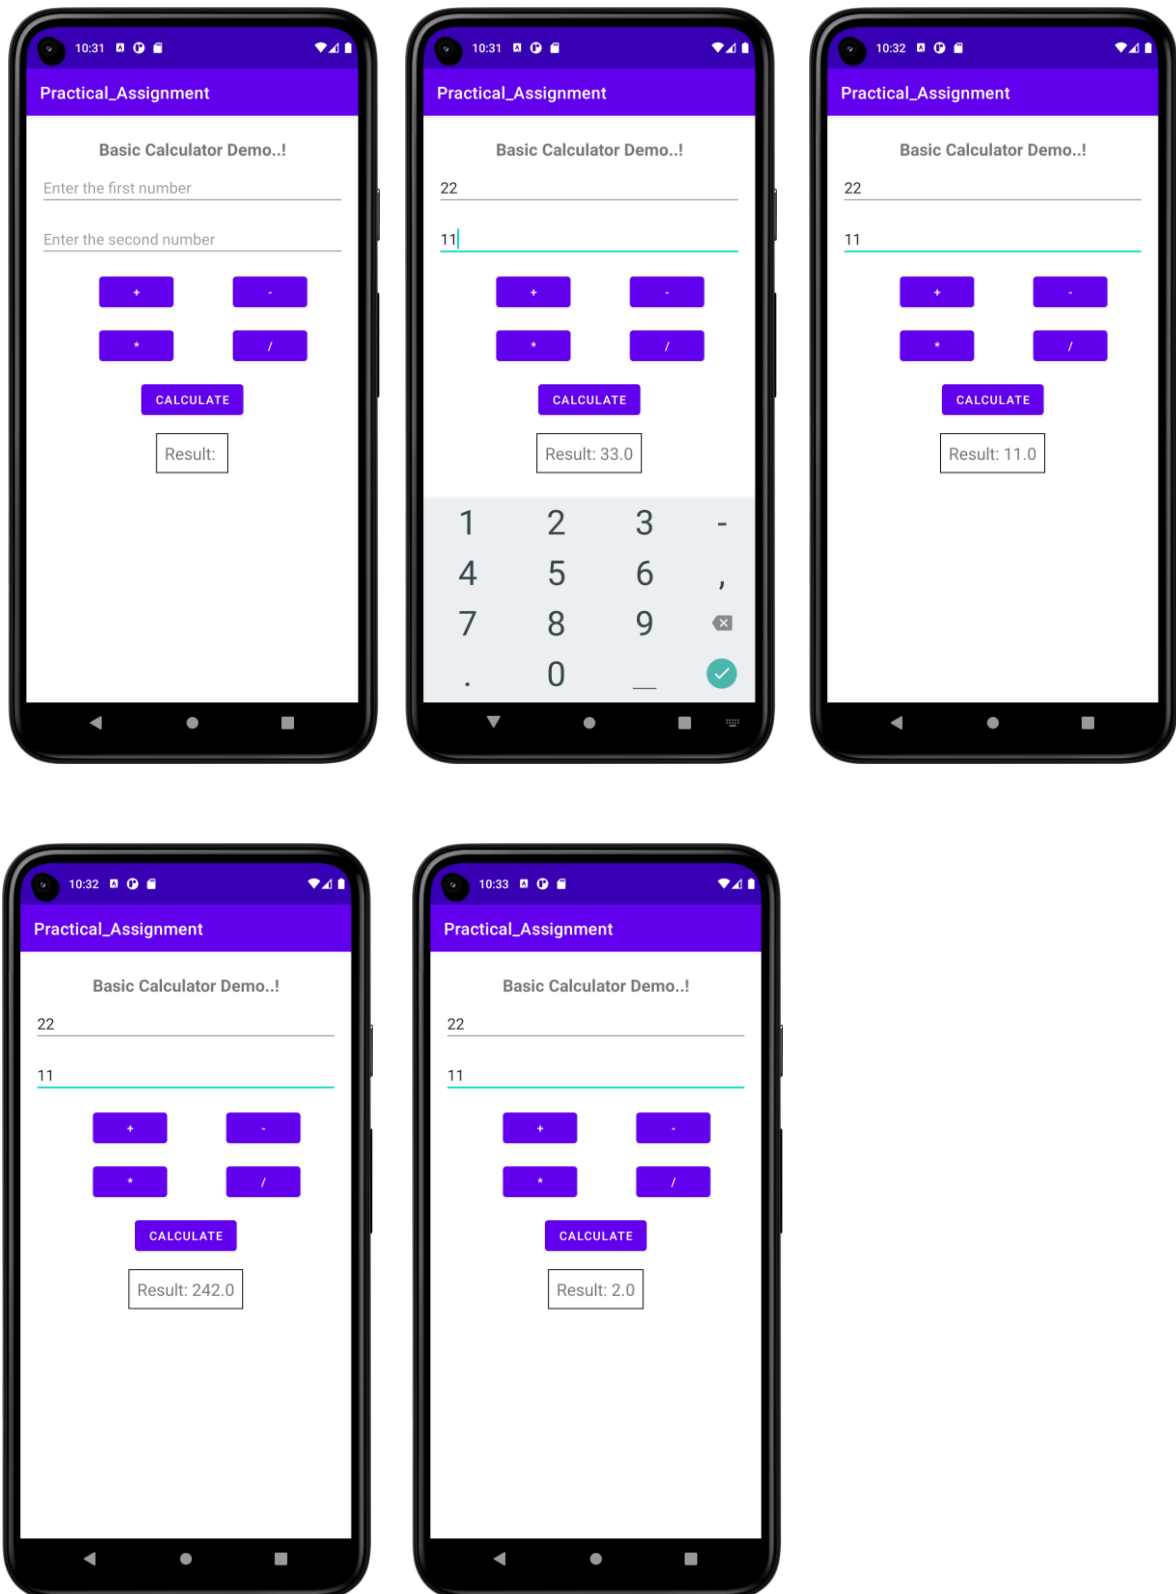 10:31
Practical_Assignment
Basic Calculator Demo..!
Enter the first number
Enter the second number
+ -
* /
CALCULATE
Result:
10:31
Practical_Assignment
Basic Calculator Demo..!
22
11
+ -
* /
CALCULATE
Result: 33.0
1 2 3 -
4 5 6 ,
7 8 9
. 0 _
10:32
Practical_Assignment
Basic Calculator Demo..!
22
11
+ -
* /
CALCULATE
Result: 11.0
10:32
Practical_Assignment
Basic Calculator Demo..!
22
11
+ -
* /
CALCULATE
Result: 242.0
10:33
Practical_Assignment
Basic Calculator Demo..!
22
11
+ -
* /
CALCULATE
Result: 2.0